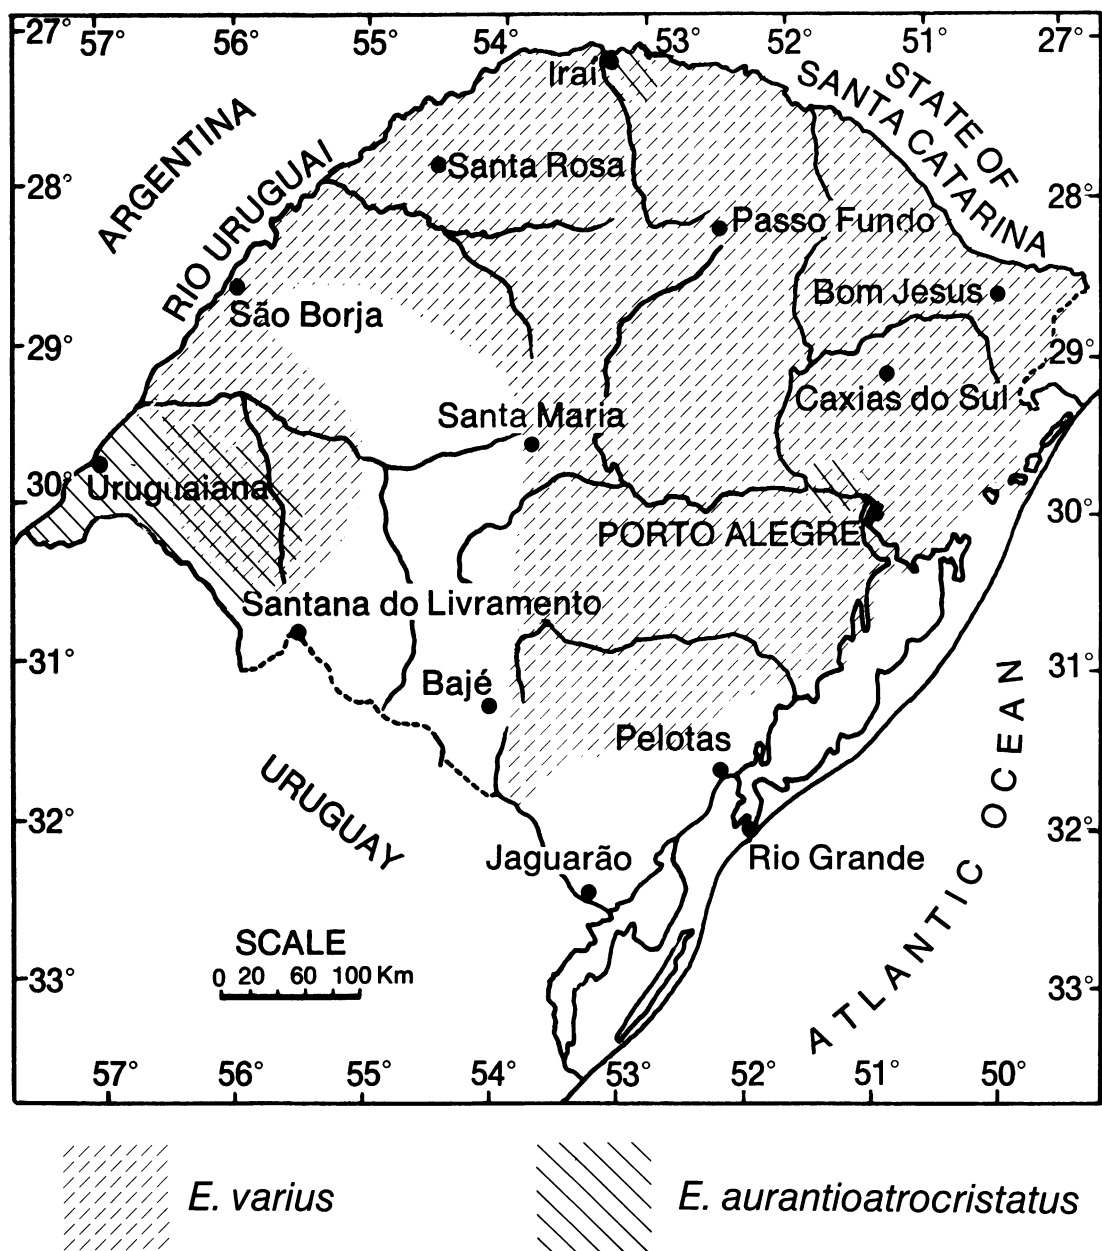 27° 57° 56° 55° 54° 53° 52° 51° 27°
Iraí
STATE OF
SANTA CATARINA
ARGENTINA
RIO URUGUAI
Santa Rosa
28° 28°
Passo Fundo
Bom Jesus
São Borja
29° 29°
Caxias do Sul
Santa Maria
30° Uruguaiana
30°
PORTO ALEGRE
Santana do Livramento
31° 31°
Bajé
Pelotas
URUGUAY
ATLANTIC OCEAN
32° 32°
Jaguarão
Rio Grande
SCALE
0 20 60 100 Km
33° 33°
57° 56° 55° 54° 53° 52° 51° 50°
E. varius
E. aurantioatrocristatus